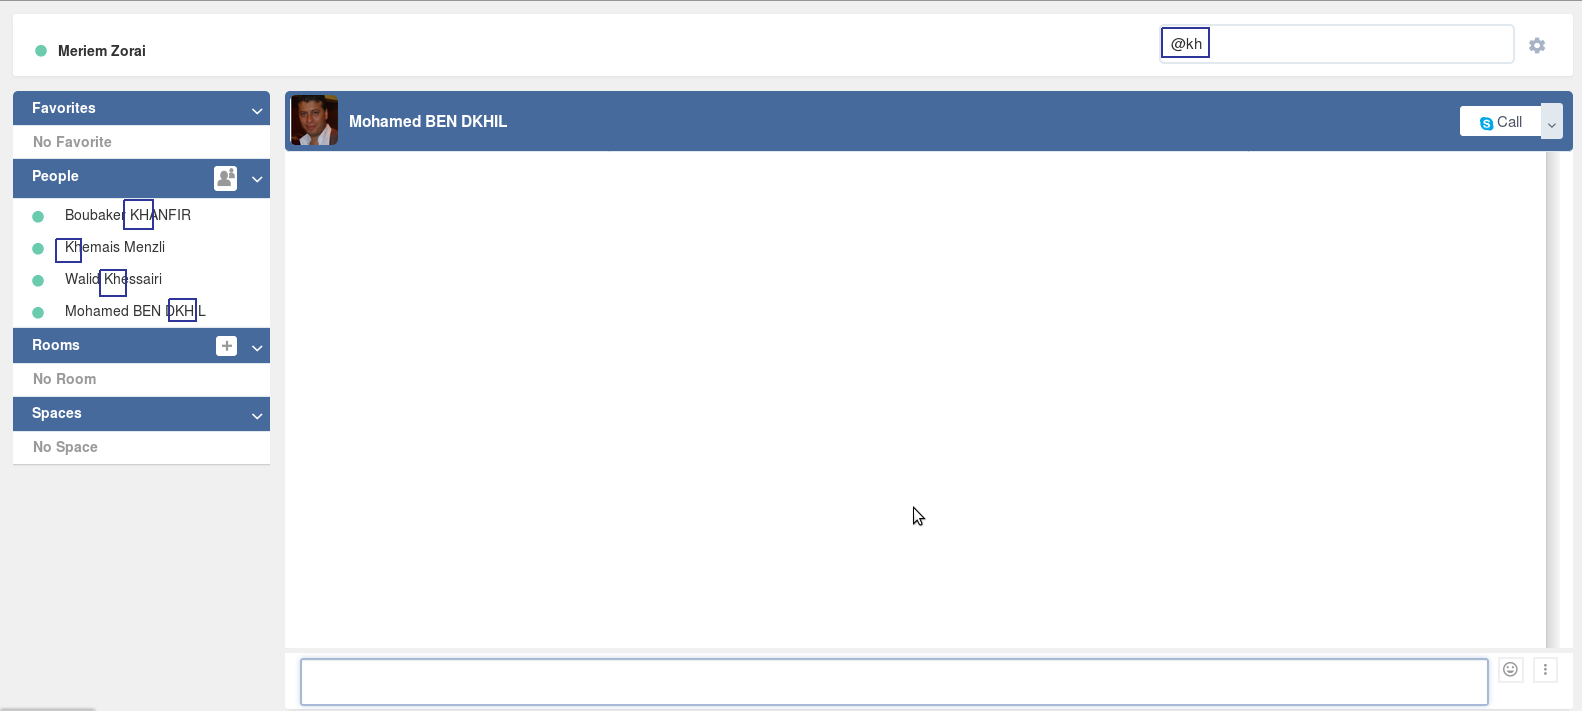 Meriem Zorai
@kh
Favorites
No Favorite
People
Boubaker KHANFIR
Khemais Menzli
Walid Khessairi
Mohamed BEN DKHIL
Rooms
No Room
Spaces
No Space
Mohamed BEN DKHIL
Call